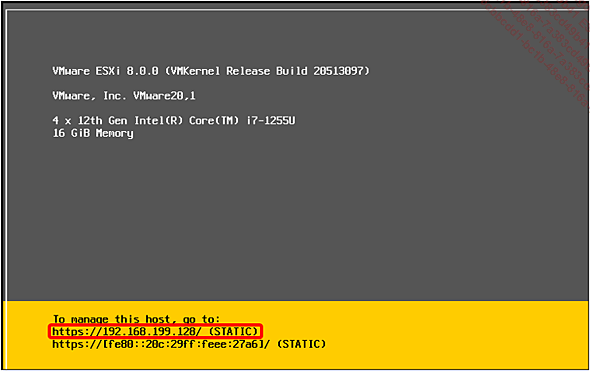 VMware ESXi 8.0.0 (VMKernel Release Build 20513097)
VMware, Inc. VMware20,1
4 x 12th Gen Intel(R) Core(TM) i7-1255U
16 GiB Memory
To manage this host, go to:
https://192.168.199.128/ (STATIC)
https://[fe80::20c:29ff:feee:27a6]/ (STATIC)